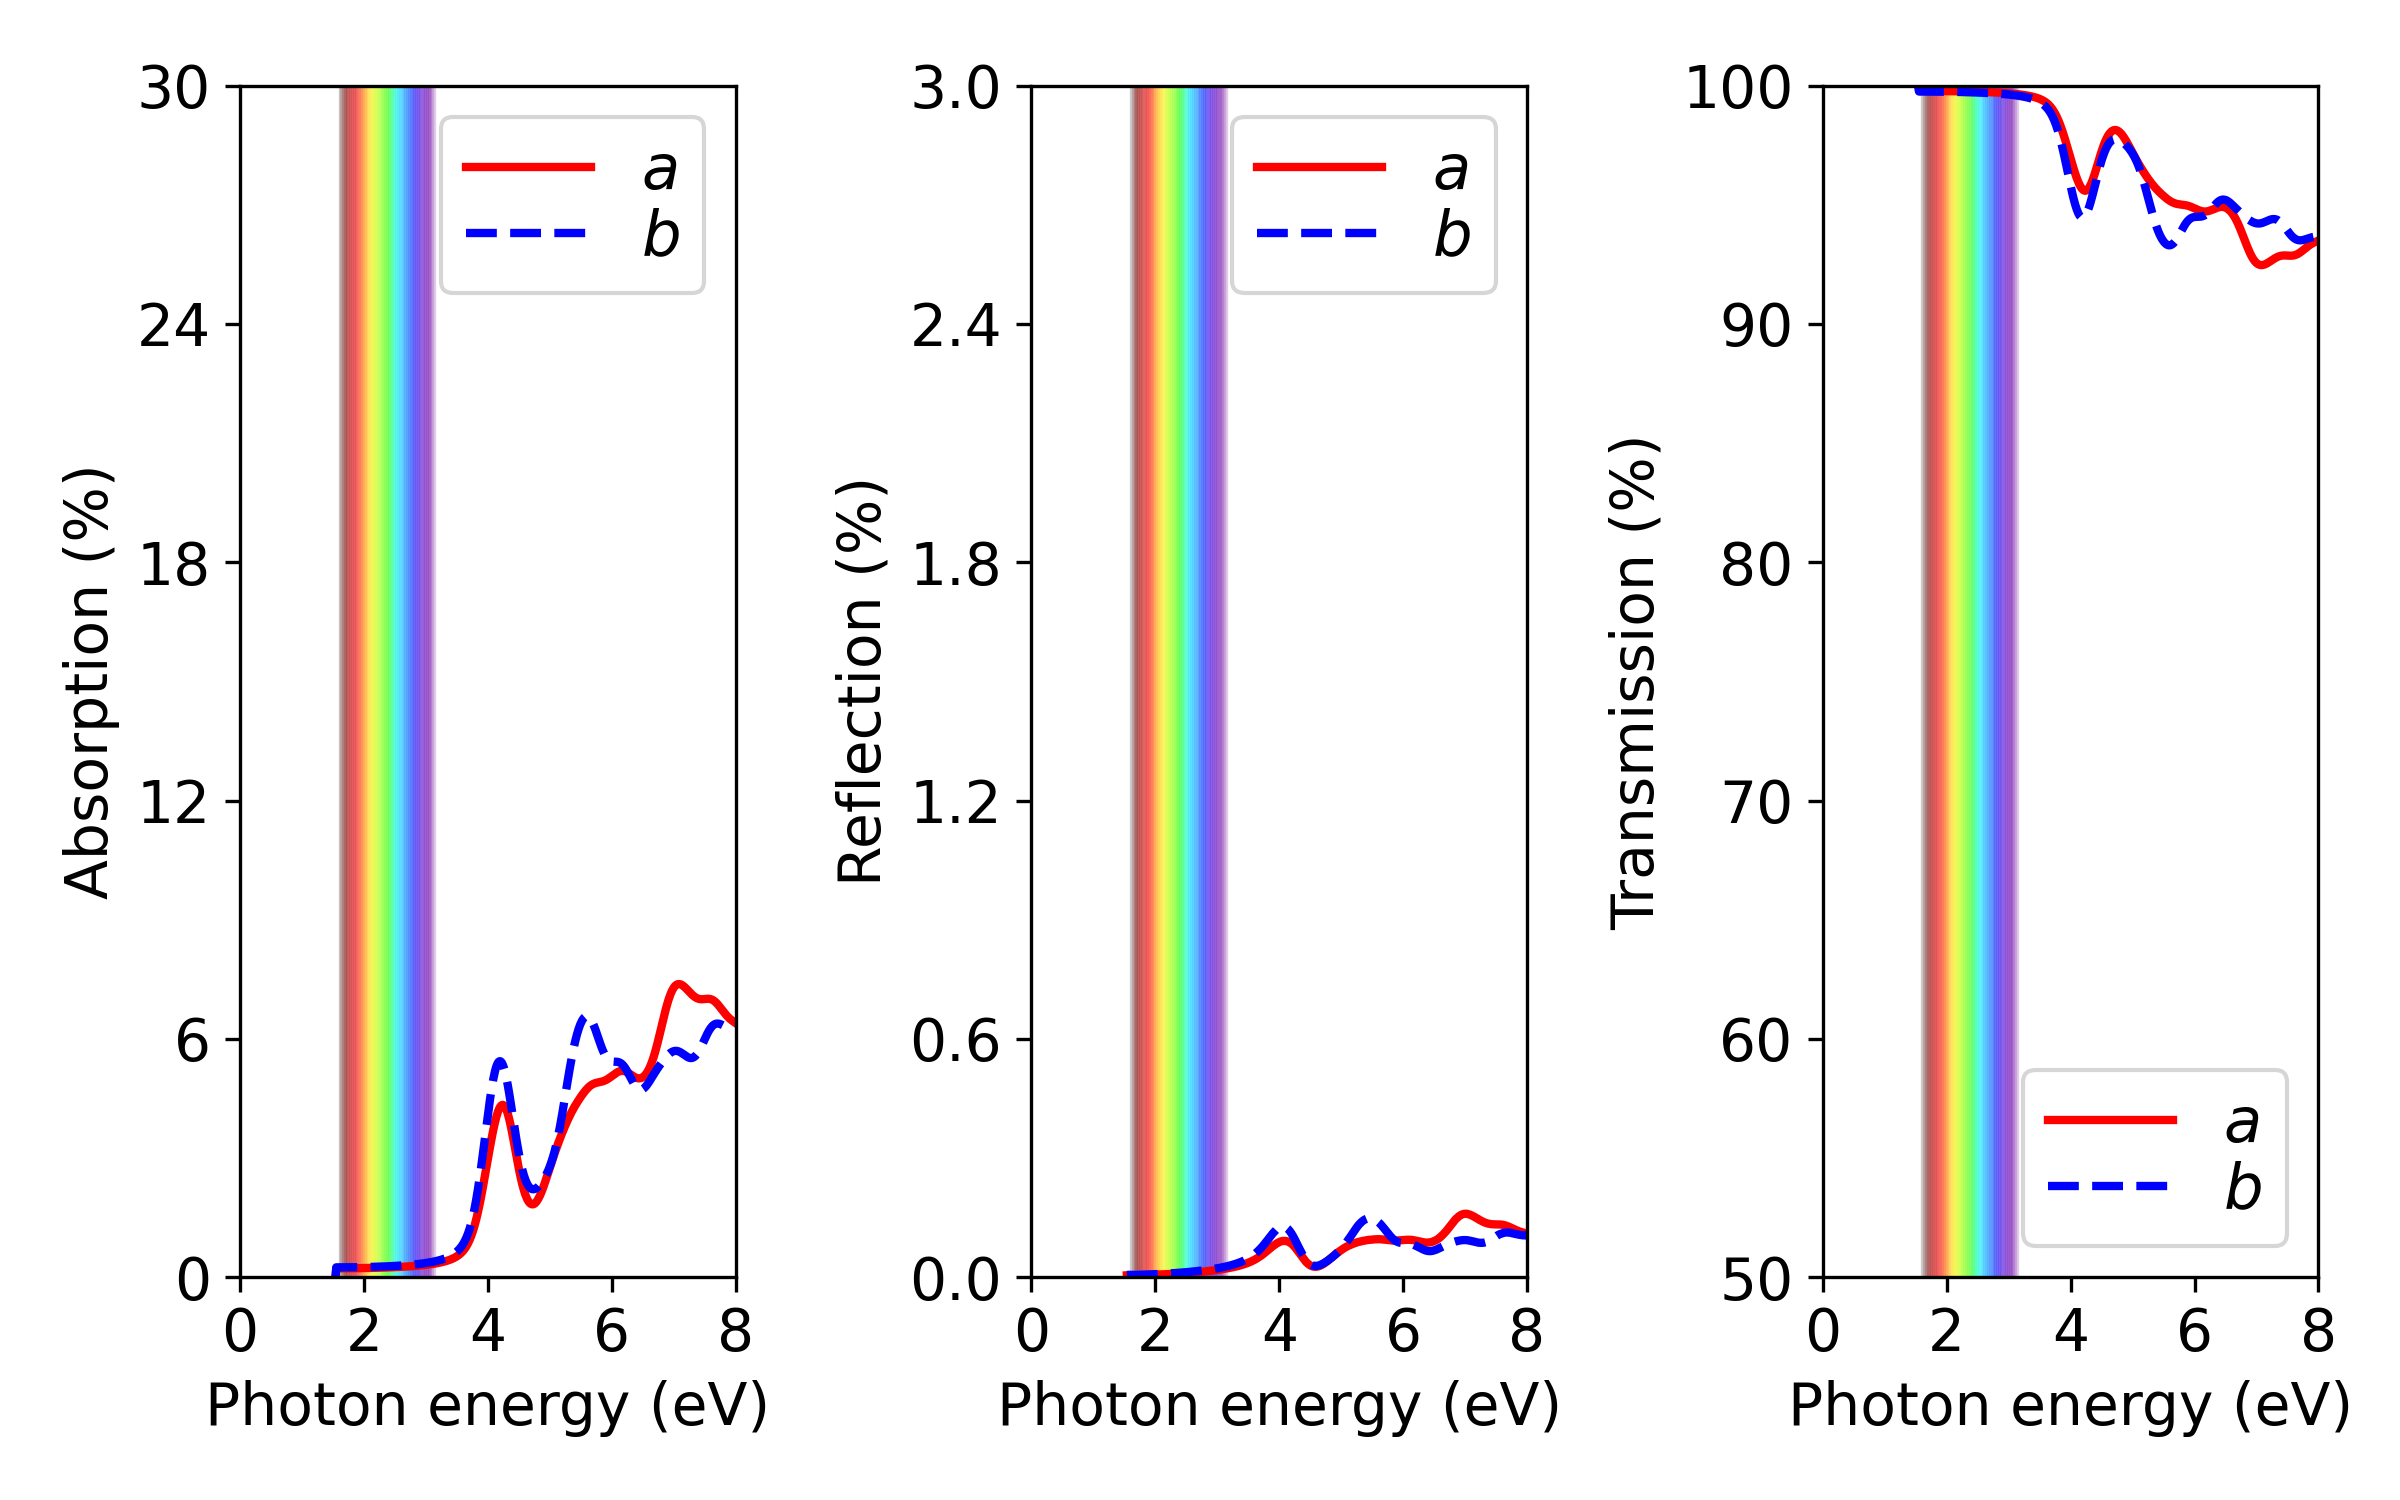 30
24
18
12
6
0
0 2 4 6 8
Absorption (%)
Photon energy (eV)
a
b
3.0
2.4
1.8
1.2
0.6
0.0
0 2 4 6 8
Reflection (%)
Photon energy (eV)
a
b
100
90
80
70
60
50
0 2 4 6 8
Transmission (%)
Photon energy (eV)
a
b